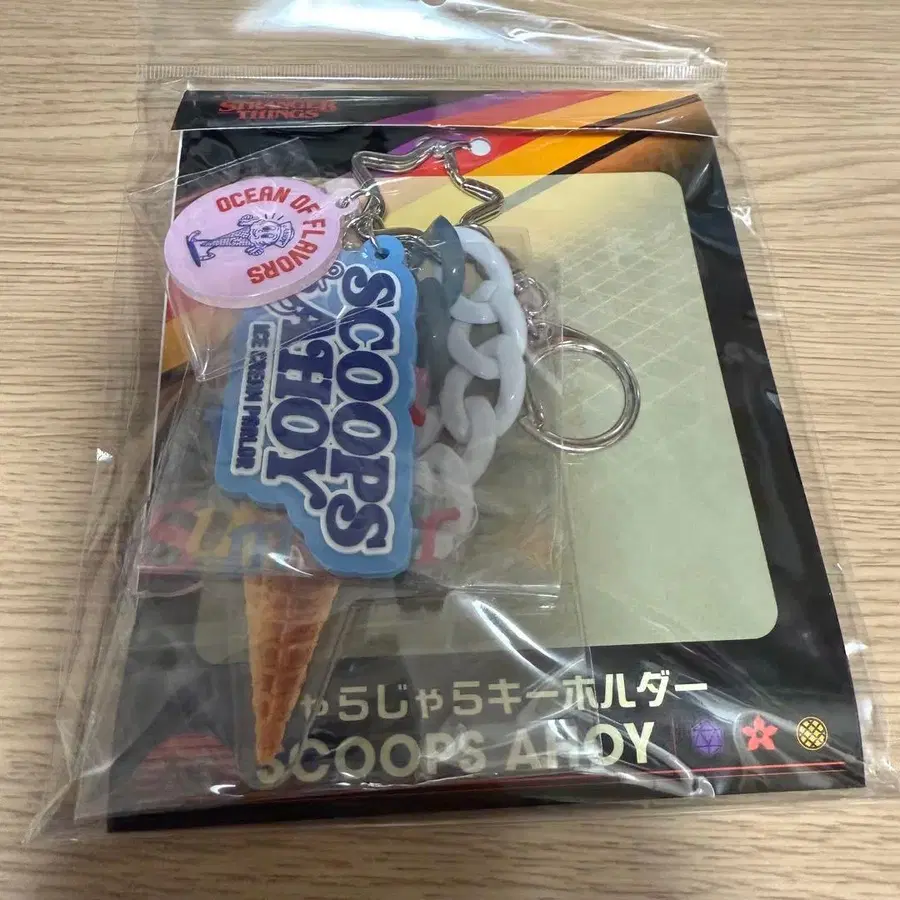 STRANGER
THINGS
OCEAN OF FLAVORS
SCOOPS
AHOY
ICE CREAM PARLOR
ゃらじゃらキーホルダー
SCOOPS AHOY